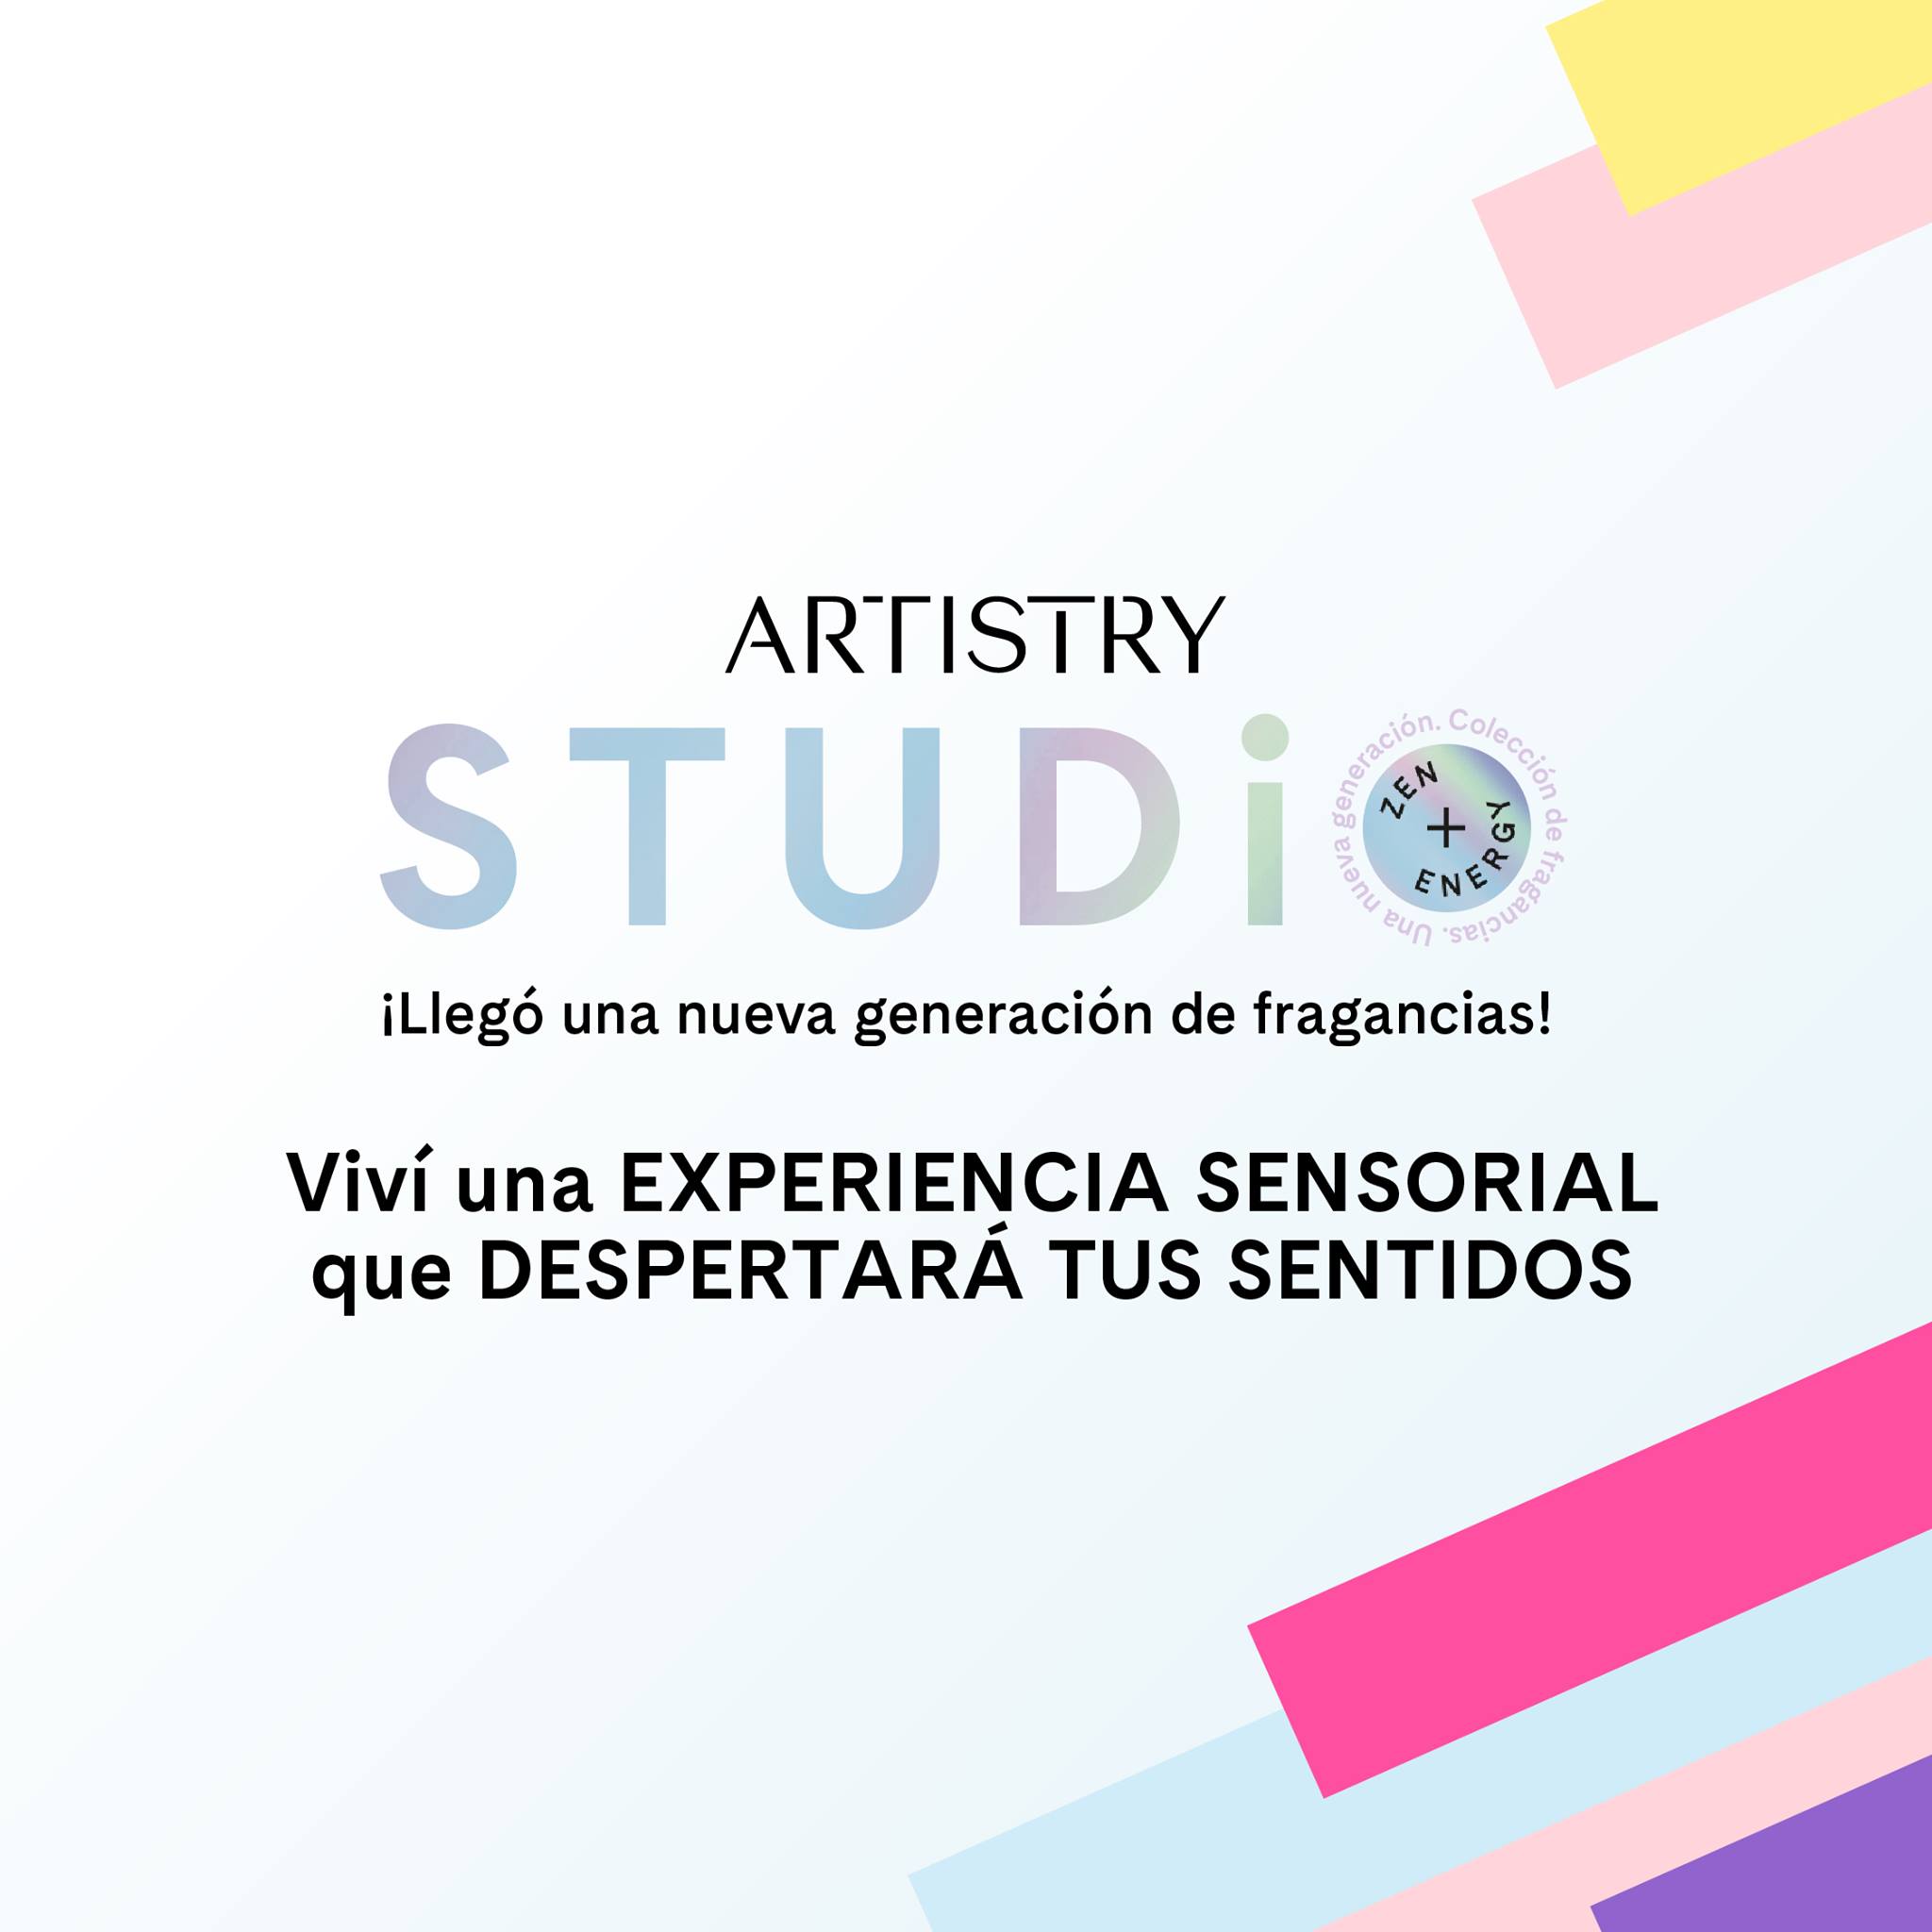 ARTISTRY
STUDiO
Una nueva generación. Colección de fragancias.
ZEN
+
ENERGY
¡Llegó una nueva generación de fragancias!
Viví una EXPERIENCIA SENSORIAL
que DESPERTARÁ TUS SENTIDOS